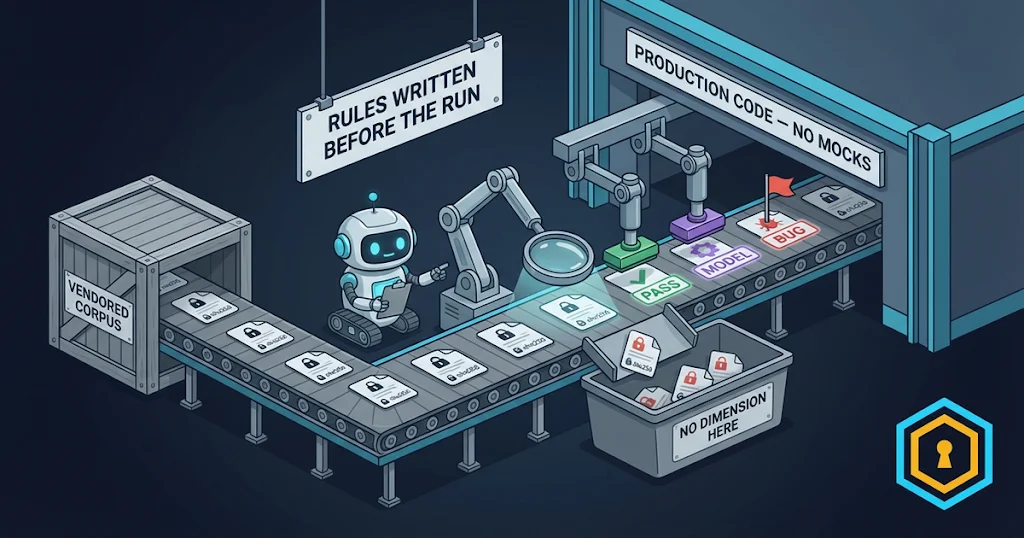 RULES WRITTEN
BEFORE THE RUN
PRODUCTION CODE — NO MOCKS
VENDORED
CORPUS
PASS
MODEL
BUG
NO DIMENSION
HERE